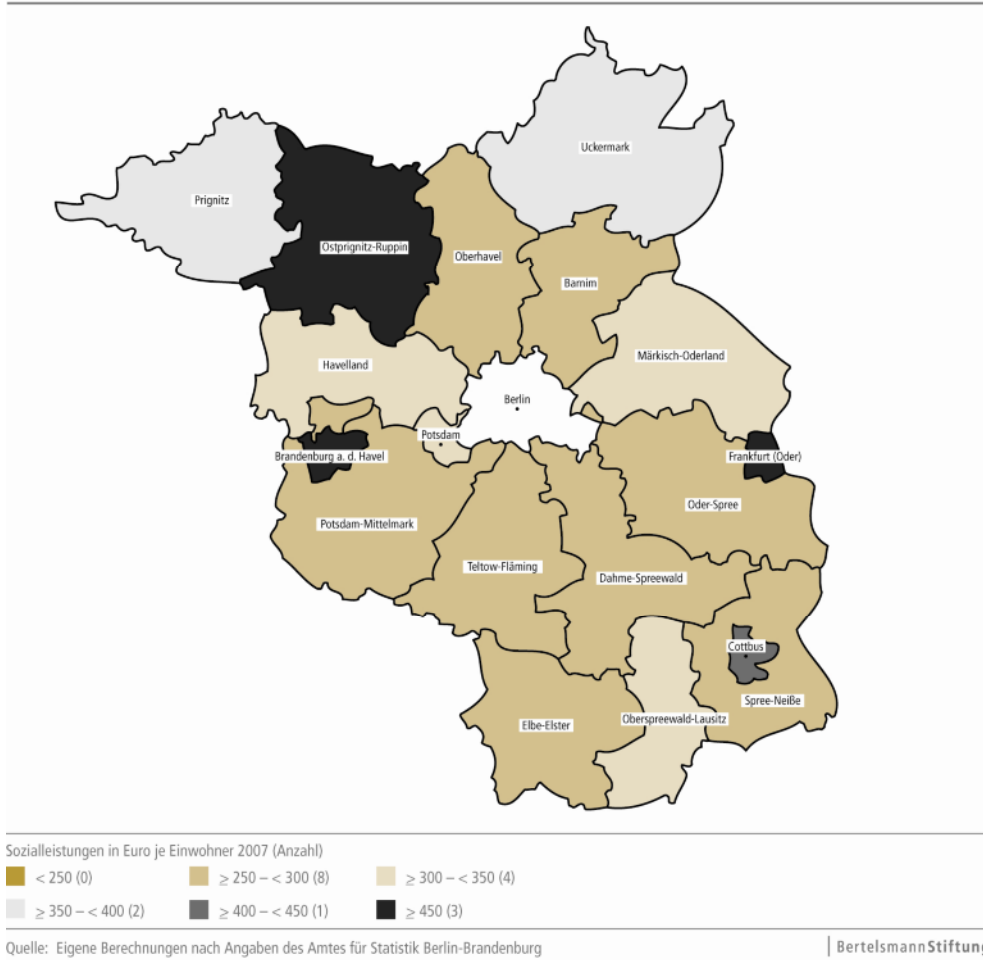 Uckermark
Prignitz
Ostprignitz-Ruppin
Oberhavel
Barnim
Märkisch-Oderland
Havelland
Berlin
Potsdam
Brandenburg a. d. Havel
Frankfurt (Oder)
Oder-Spree
Potsdam-Mittelmark
Teltow-Fläming
Dahme-Spreewald
Cottbus
Spree-Neiße
Elbe-Elster
Oberspreewald-Lausitz
Sozialleistungen in Euro je Einwohner 2007 (Anzahl)
< 250 (0)
≥ 250 – < 300 (8)
≥ 300 – < 350 (4)
≥ 350 – < 400 (2)
≥ 400 – < 450 (1)
≥ 450 (3)
Quelle: Eigene Berechnungen nach Angaben des Amtes für Statistik Berlin-Brandenburg
BertelsmannStiftung